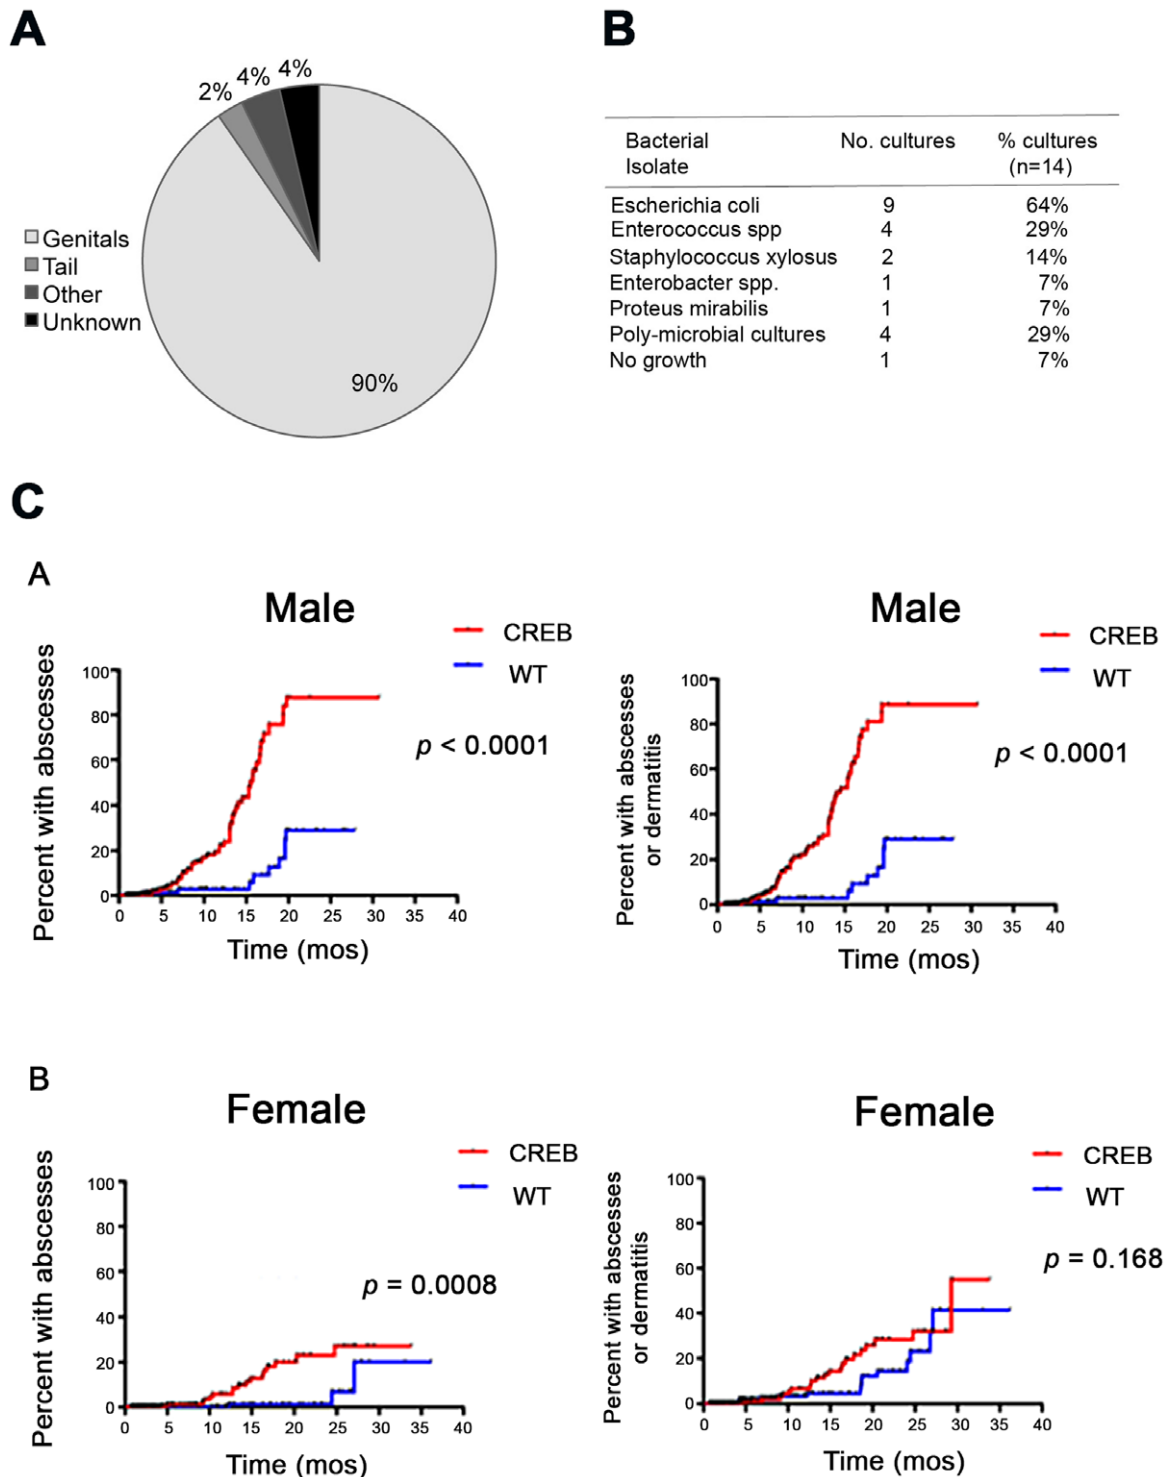 A
2%
4%
4%
Genitals
Tail
Other
Unknown
90%
B
Bacterial Isolate No. cultures % cultures (n=14)
Escherichia coli 9 64%
Enterococcus spp 4 29%
Staphylococcus xylosus 2 14%
Enterobacter spp. 1 7%
Proteus mirabilis 1 7%
Poly-microbial cultures 4 29%
No growth 1 7%
C
A
Male
CREB
WT
p < 0.0001
Percent with abscesses
100
80
60
40
20
0
0 5 10 15 20 25 30 35 40
Time (mos)
Male
CREB
WT
p < 0.0001
Percent with abscesses
or dermatitis
100
80
60
40
20
0
0 5 10 15 20 25 30 35 40
Time (mos)
B
Female
CREB
WT
p = 0.0008
Percent with abscesses
100
80
60
40
20
0
0 5 10 15 20 25 30 35 40
Time (mos)
Female
CREB
WT
p = 0.168
Percent with abscesses
or dermatitis
100
80
60
40
20
0
0 5 10 15 20 25 30 35 40
Time (mos)